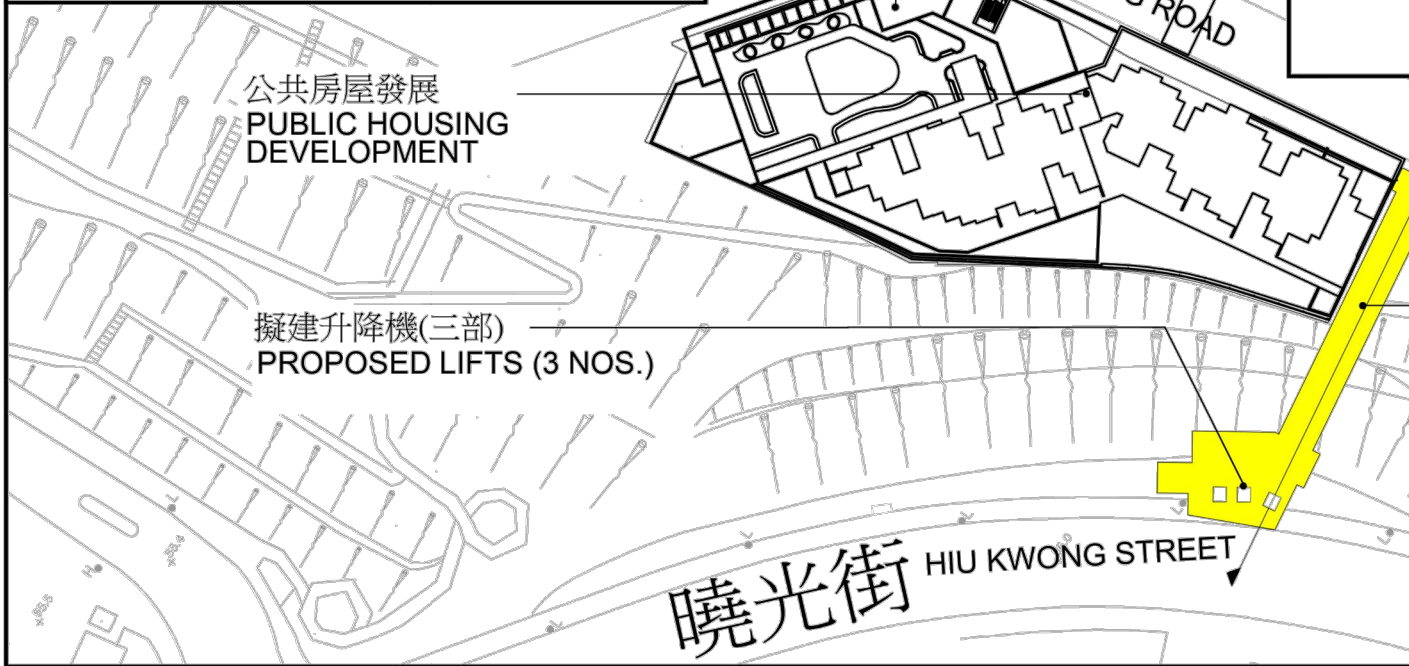 ROAD
公共房屋發展
PUBLIC HOUSING
DEVELOPMENT
擬建升降機(三部)
PROPOSED LIFTS (3 NOS.)
曉光街 HIU KWONG STREET